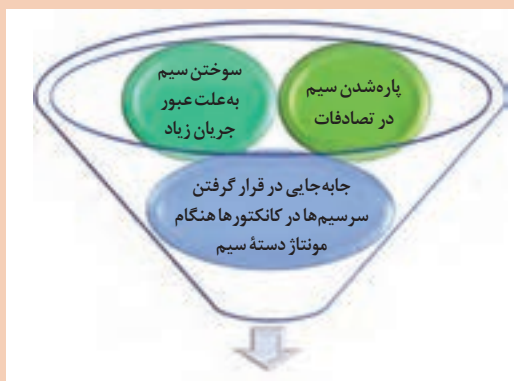 پاره‌شدن سیم
در تصادفات
سوختن سیم
به‌علت عبور
جریان زیاد
جابه‌جایی در قرار گرفتن
سرسیم‌ها در کانکتورها هنگام
مونتاژ دستهٔ سیم